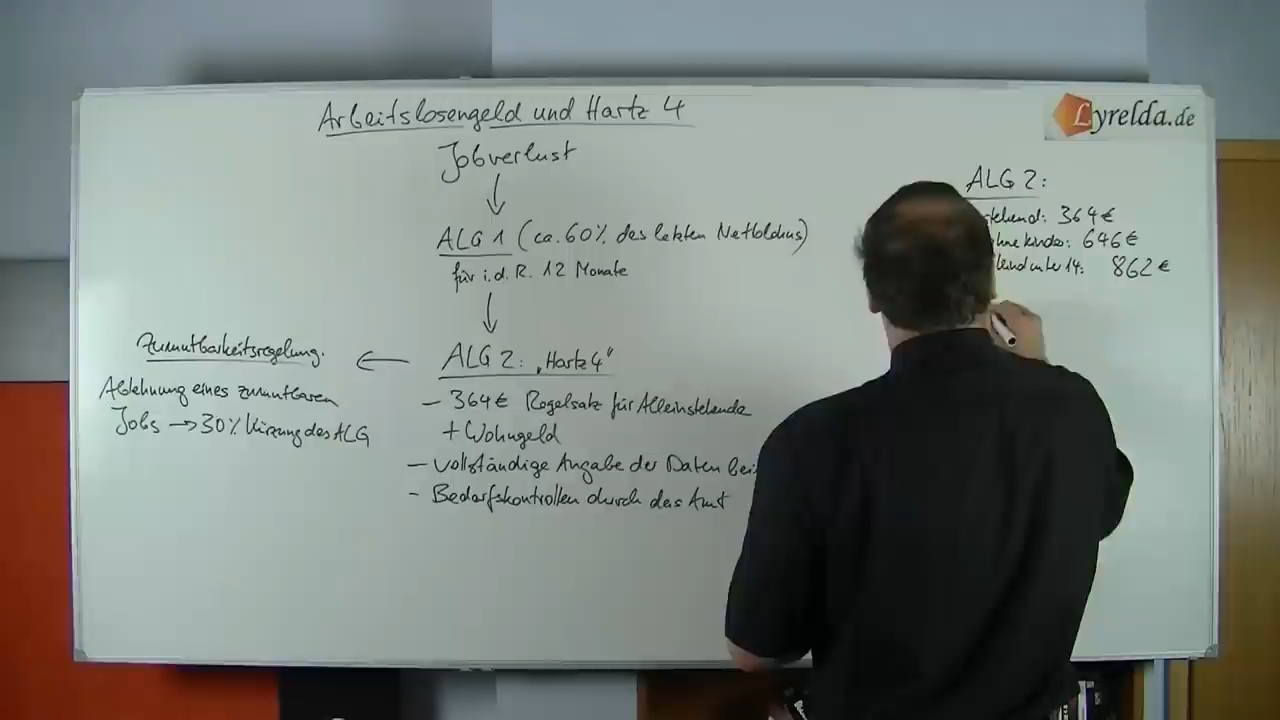 Arbeitslosengeld und Hartz 4
Lyrelda.de
Jobverlust
ALG 1 (ca. 60% des letzten Nettolohns)
für i.d.R. 12 Monate
ALG 2: „Hartz 4"
- 364€ Regelsatz für Alleinstehende
+ Wohngeld
- vollständige Angabe der Daten bei
- Bedarfskontrollen durch das Amt
Zumutbarkeitsregelung.
Ablehnung eines zumutbaren
Jobs → 30% Kürzung des ALG
ALG 2:
stehend: 364€
ohne Kinder: 646€
Kind unter 14: 862€